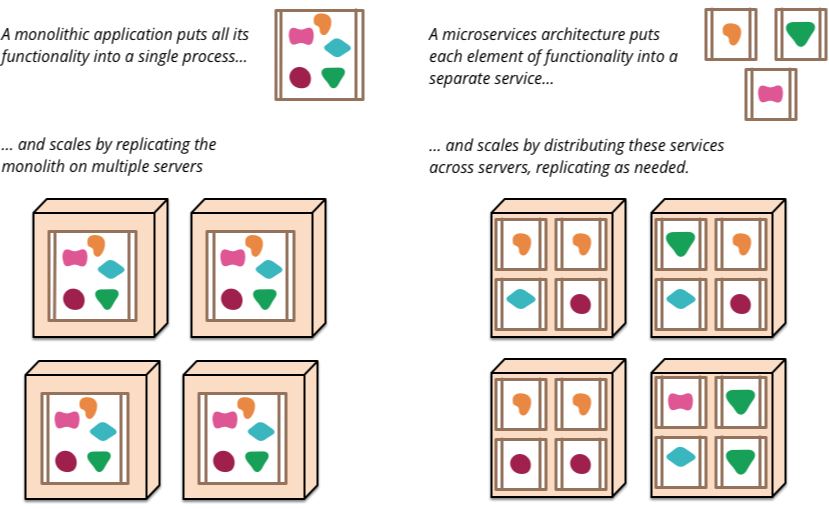 A monolithic application puts all its
functionality into a single process...
... and scales by replicating the
monolith on multiple servers
A microservices architecture puts
each element of functionality into a
separate service...
... and scales by distributing these services
across servers, replicating as needed.